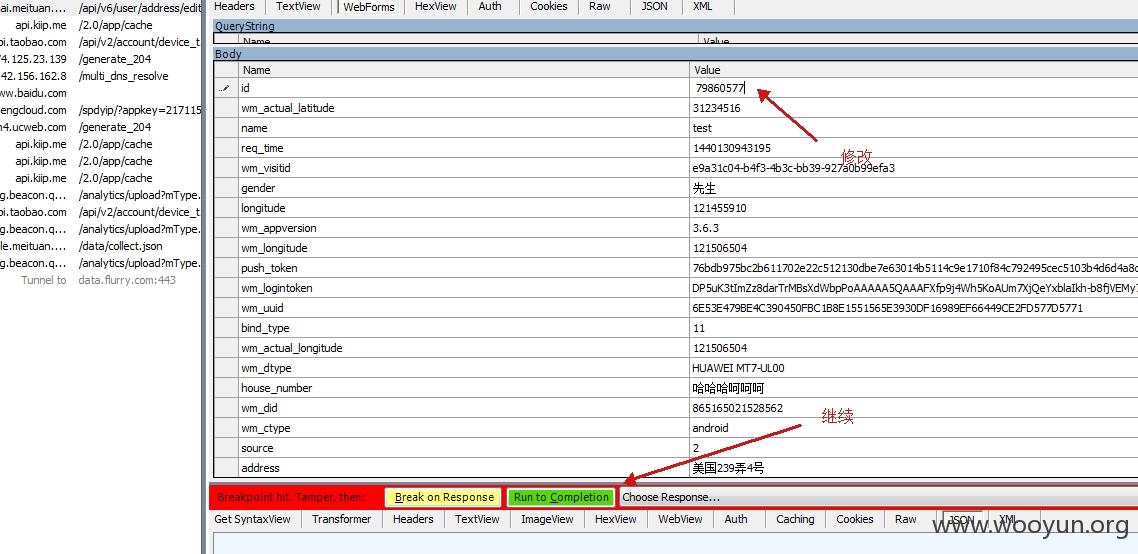 ai.meituan.... /api/v6/user/address/edit
api.kiip.me /2.0/app/cache
pi.taobao.com /api/v2/account/device_t
4.125.23.139 /generate_204
42.156.162.8 /multi_dns_resolve
ww.baidu.com
engcloud.com /spdyip/?appkey=217115
n4.ucweb.com /generate_204
api.kiip.me /2.0/app/cache
api.kiip.me /2.0/app/cache
api.kiip.me /2.0/app/cache
g.beacon.q... /analytics/upload?mType.
pi.taobao.com /api/v2/account/device_t
g.beacon.q... /analytics/upload?mType.
le.meituan.... /data/collect.json
g.beacon.q... /analytics/upload?mType.
Tunnel to data.flurry.com:443
Headers TextView WebForms HexView Auth Cookies Raw JSON XML
QueryString
Name Value
Body
Name Value
id 79860577
wm_actual_latitude 31234516
name test
req_time 1440130943195
修改
wm_visitid e9a31c04-b4f3-4b3c-bb39-927a0b99efa3
gender 先生
longitude 121455910
wm_appversion 3.6.3
wm_longitude 121506504
push_token 76bdb975bc2b611702e22c512130dbe7e63014b5114c9e1710f84c792495cec5103b4d6d4a8d
wm_logintoken DP5uK3tImZz8darTrMBsXdWbpPoAAAAA5QAAAFXfp9j4Wh5KoAUm7XjQeYxblaIkh-b8fjVEMy7
wm_uuid 6E53E479BE4C390450FBC1B8E1551565E3930DF16989EF66449CE2FD577D5771
bind_type 11
wm_actual_longitude 121506504
wm_dtype HUAWEI MT7-UL00
house_number 哈哈哈呵呵呵
wm_did 865165021528562
继续
wm_ctype android
source 2
address 美国239弄4号
Breakpoint hit. Tamper, then: Break on Response Run to Completion Choose Response...
Get SyntaxView Transformer Headers TextView ImageView HexView WebView Auth Caching Cookies Raw JSON XML
www.wooyun.org